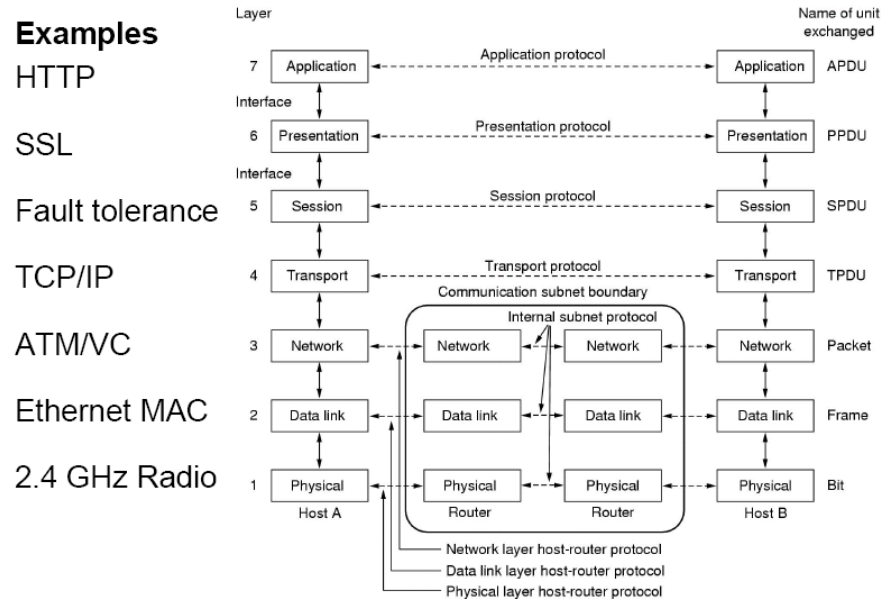 Layer
Name of unit
exchanged
Examples
HTTP
7
Application
Application protocol
Application
APDU
Interface
SSL
6
Presentation
Presentation protocol
Presentation
PPDU
Interface
Fault tolerance
5
Session
Session protocol
Session
SPDU
TCP/IP
4
Transport
Transport protocol
Transport
TPDU
Communication subnet boundary
Internal subnet protocol
ATM/VC
3
Network
Network
Network
Network
Packet
Ethernet MAC
2
Data link
Data link
Data link
Data link
Frame
2.4 GHz Radio
1
Physical
Physical
Physical
Physical
Bit
Host A
Router
Router
Host B
Network layer host-router protocol
Data link layer host-router protocol
Physical layer host-router protocol